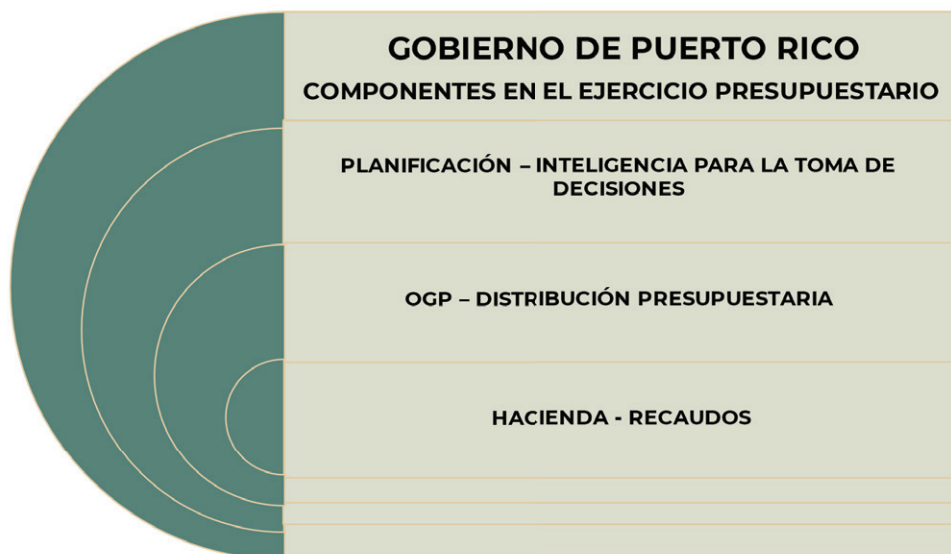 GOBIERNO DE PUERTO RICO
COMPONENTES EN EL EJERCICIO PRESUPUESTARIO
PLANIFICACIÓN – INTELIGENCIA PARA LA TOMA DE
DECISIONES
OGP – DISTRIBUCIÓN PRESUPUESTARIA
HACIENDA - RECAUDOS